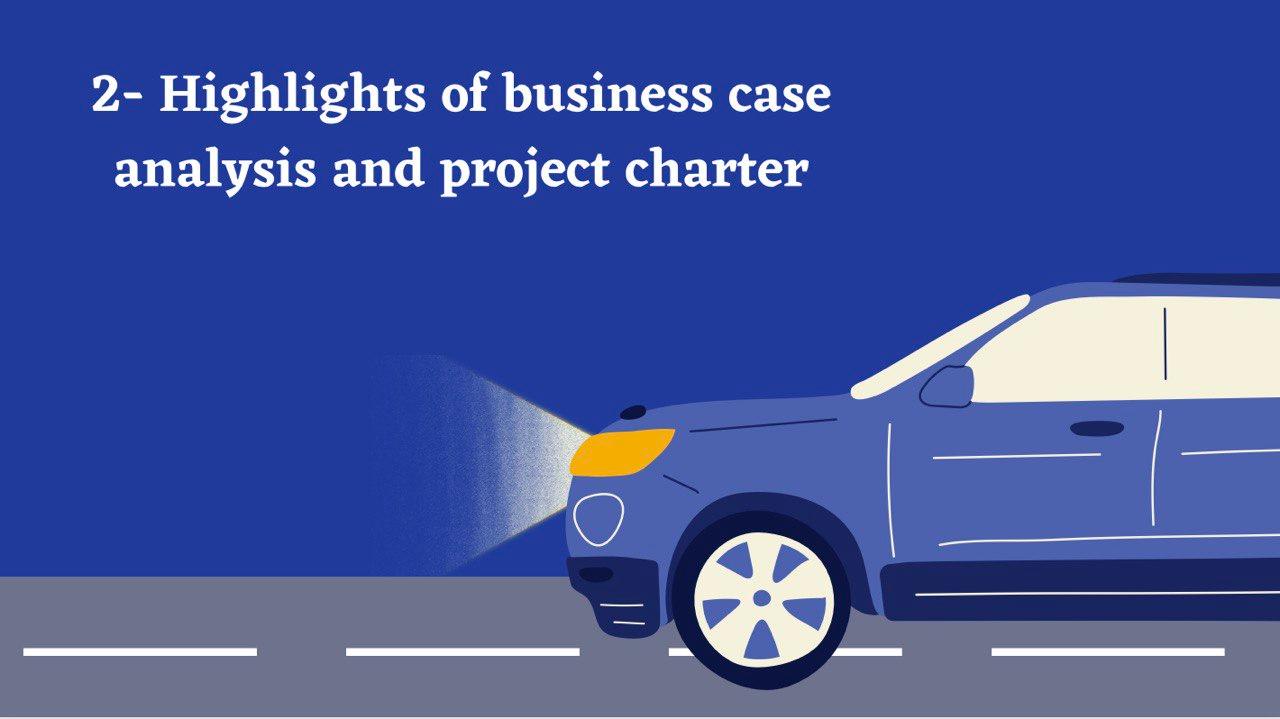 2- Highlights of business case
analysis and project charter